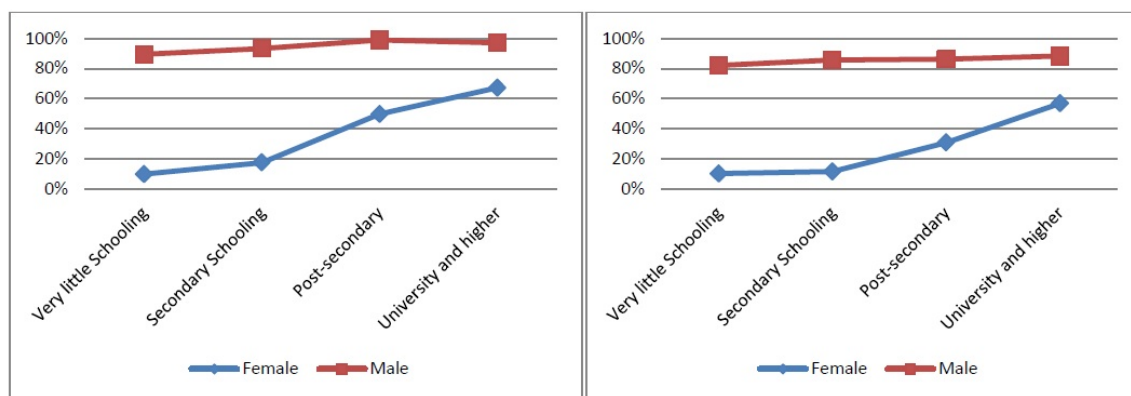 100%
80%
60%
40%
20%
0%
Very little Schooling
Secondary Schooling
Post-secondary
University and higher
Female
Male
100%
80%
60%
40%
20%
0%
Very little Schooling
Secondary Schooling
Post-secondary
University and higher
Female
Male